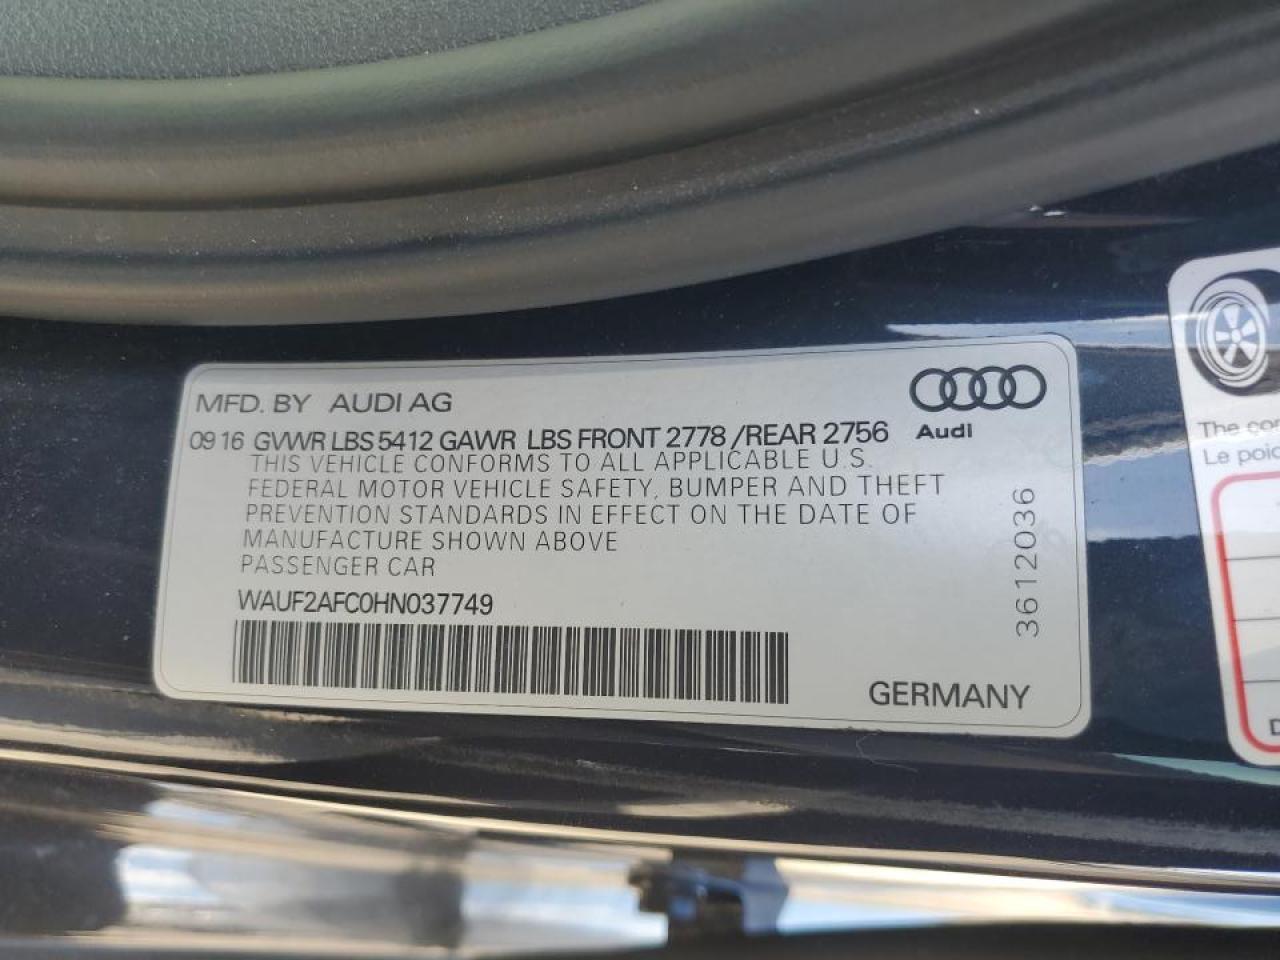 MFD. BY AUDI AG
09 16 GVWR LBS 5412 GAWR LBS FRONT 2778 /REAR 2756
Audi
THIS VEHICLE CONFORMS TO ALL APPLICABLE U.S.
FEDERAL MOTOR VEHICLE SAFETY, BUMPER AND THEFT
PREVENTION STANDARDS IN EFFECT ON THE DATE OF
MANUFACTURE SHOWN ABOVE
PASSENGER CAR
WAUF2AFC0HN037749
GERMANY
3612036
The
Le